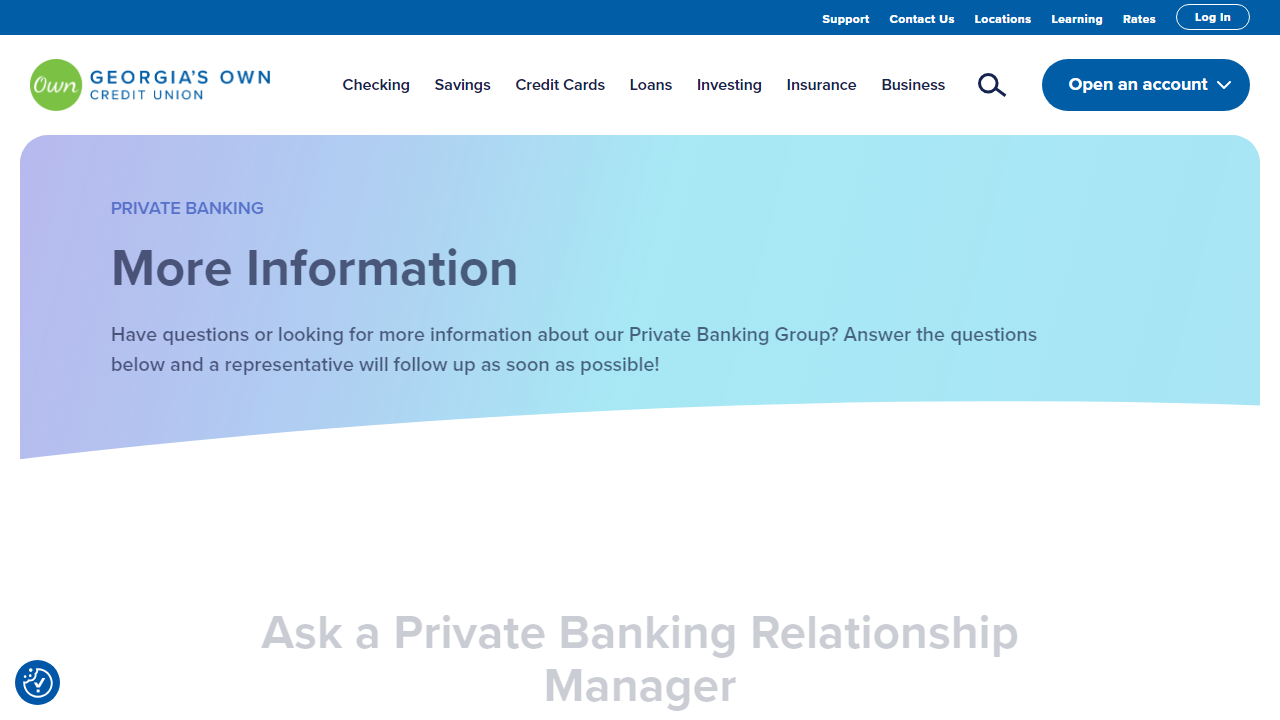 Support Contact Us Locations Learning Rates Log In
Own GEORGIA'S OWN
CREDIT UNION
Checking Savings Credit Cards Loans Investing Insurance Business Open an account
PRIVATE BANKING
More Information
Have questions or looking for more information about our Private Banking Group? Answer the questions
below and a representative will follow up as soon as possible!
Ask a Private Banking Relationship
Manager